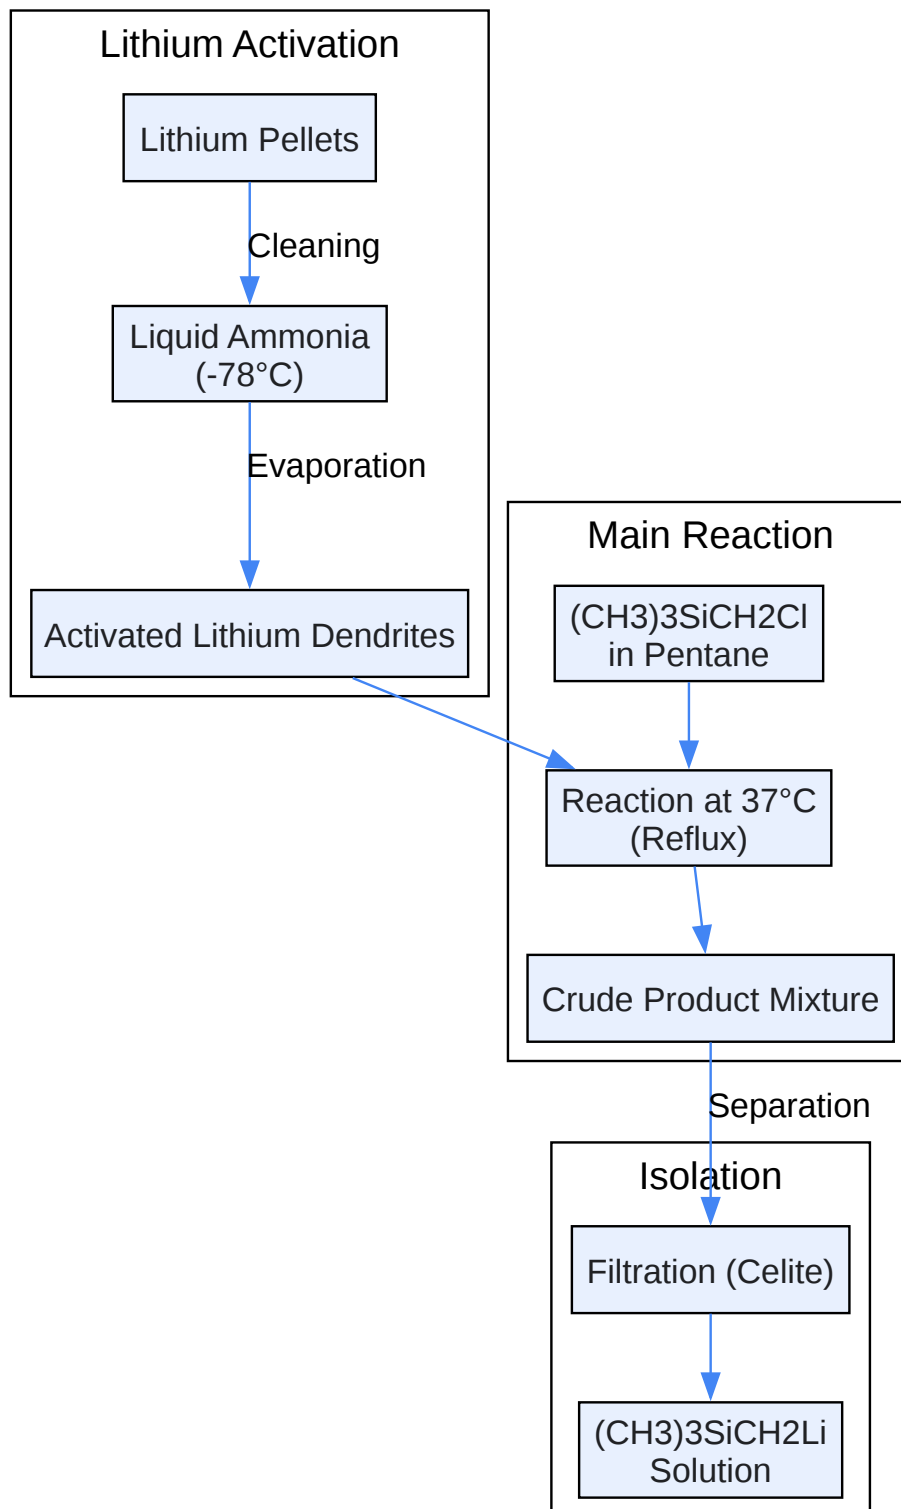 Lithium Activation
Lithium Pellets
Cleaning
Liquid Ammonia
(-78°C)
Evaporation
Activated Lithium Dendrites
Main Reaction
(CH3)3SiCH2Cl
in Pentane
Reaction at 37°C
(Reflux)
Crude Product Mixture
Separation
Isolation
Filtration (Celite)
(CH3)3SiCH2Li
Solution